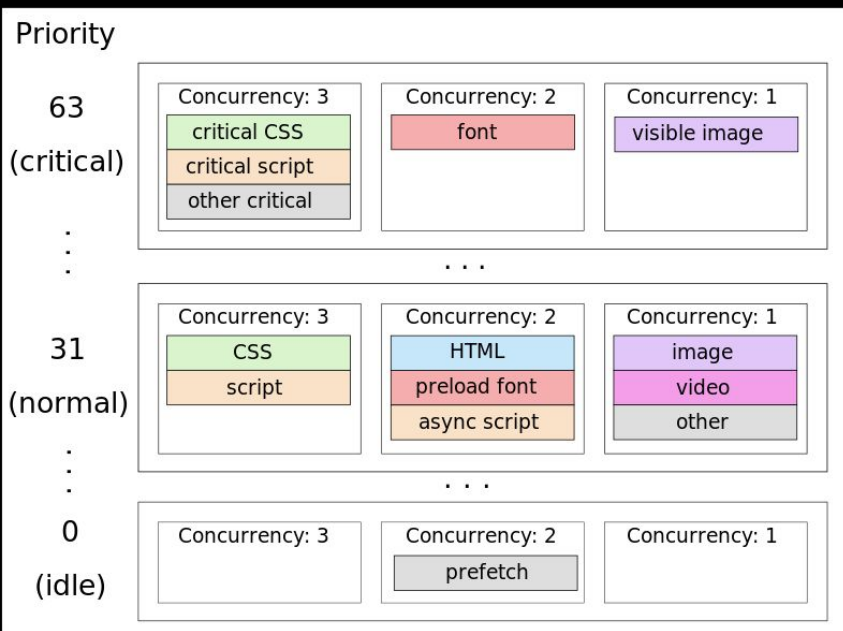 Priority
63
(critical)
Concurrency: 3
critical CSS
critical script
other critical
Concurrency: 2
font
Concurrency: 1
visible image
. . .
. . .
31
(normal)
Concurrency: 3
CSS
script
Concurrency: 2
HTML
preload font
async script
Concurrency: 1
image
video
other
. . .
. . .
0
(idle)
Concurrency: 3
Concurrency: 2
prefetch
Concurrency: 1